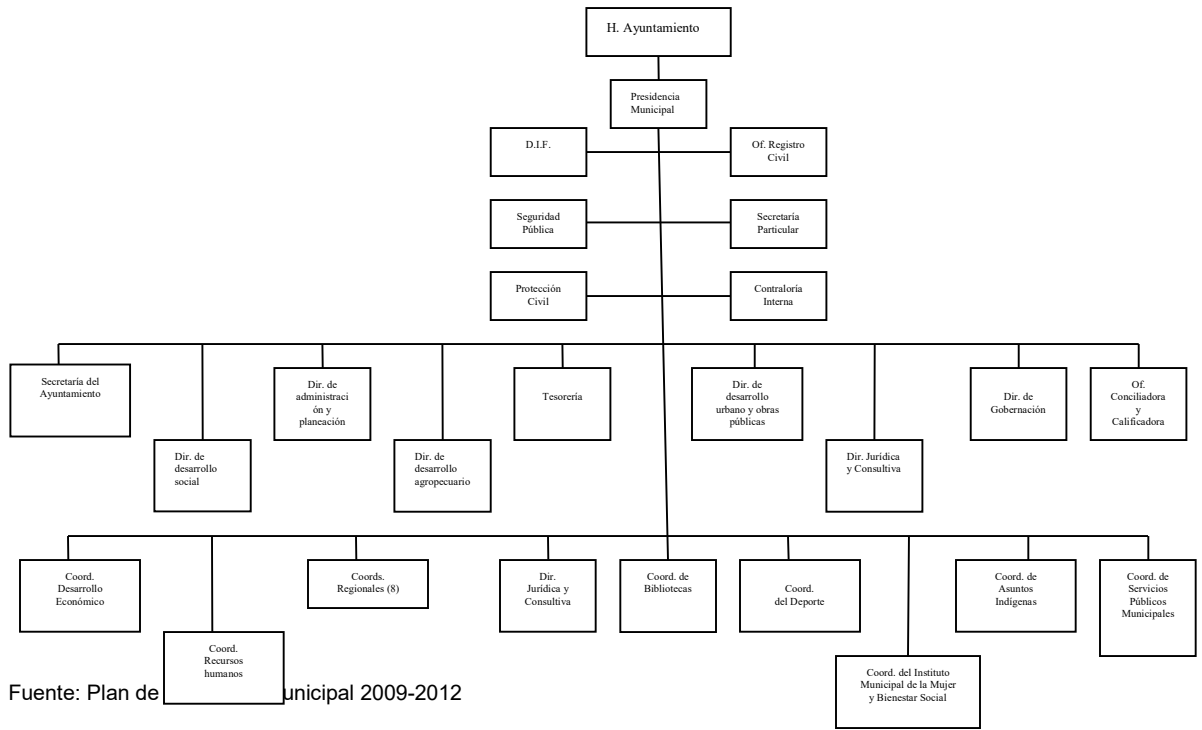 H. Ayuntamiento
Presidencia
Municipal
D.I.F.
Of. Registro
Civil
Seguridad
Pública
Secretaría
Particular
Protección
Civil
Contraloría
Interna
Secretaría del
Ayuntamiento
Dir. de
administraci
ón y
planeación
Tesorería
Dir. de
desarrollo
urbano y obras
públicas
Dir. de
Gobernación
Of.
Conciliadora
y
Calificadora
Dir. de
desarrollo
social
Dir. de
desarrollo
agropecuario
Dir. Jurídica
y Consultiva
Coord.
Desarrollo
Económico
Coords.
Regionales (8)
Dir.
Jurídica y
Consultiva
Coord. de
Bibliotecas
Coord.
del Deporte
Coord. de
Asuntos
Indígenas
Coord. de
Servicios
Públicos
Municipales
Coord.
Recursos
humanos
Coord. del Instituto
Municipal de la Mujer
y Bienestar Social
Fuente: Plan de unicipal 2009-2012